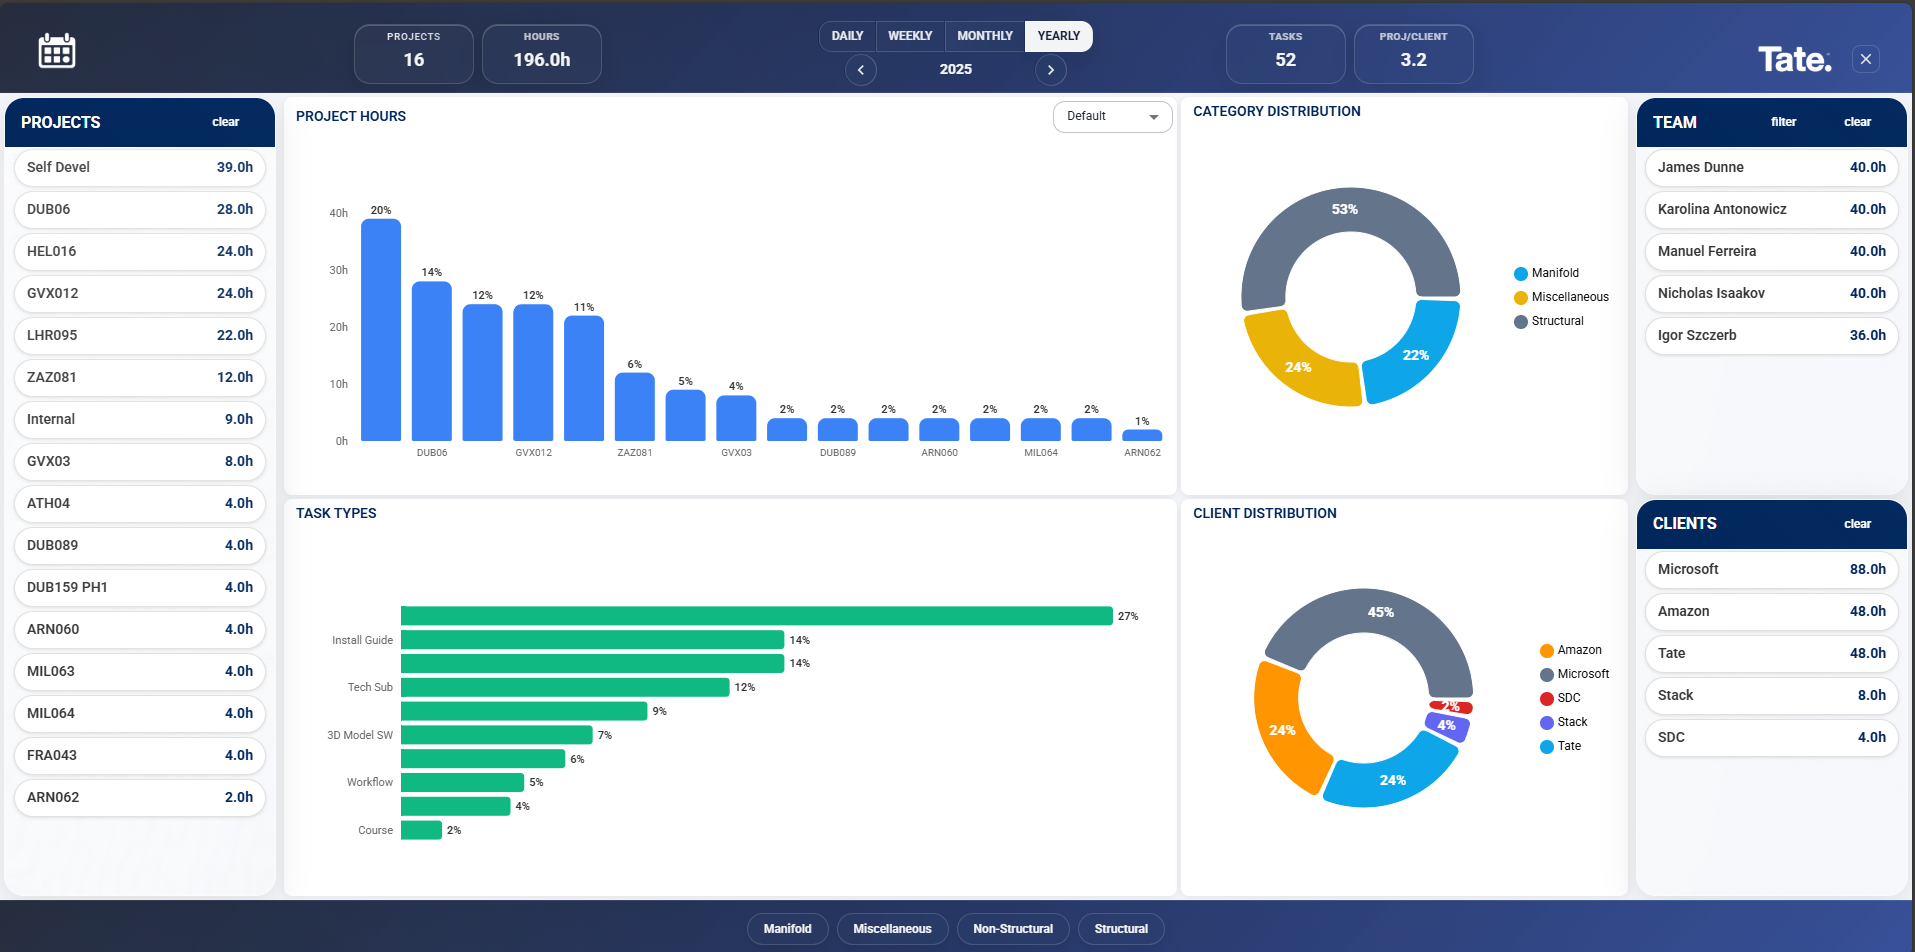 PROJECTS
16
HOURS
196.0h
DAILY
WEEKLY
MONTHLY
YEARLY
2025
TASKS
52
PROJ/CLIENT
3.2
Tate.
PROJECTS clear
Self Devel 39.0h
DUB06 28.0h
HEL016 24.0h
GVX012 24.0h
LHR095 22.0h
ZAZ081 12.0h
Internal 9.0h
GVX03 8.0h
ATH04 4.0h
DUB089 4.0h
DUB159 PH1 4.0h
ARN060 4.0h
MIL063 4.0h
MIL064 4.0h
FRA043 4.0h
ARN062 2.0h
PROJECT HOURS
Default
40h
30h
20h
10h
0h
20%
14%
12%
12%
11%
6%
5%
4%
2%
2%
2%
2%
2%
2%
2%
1%
DUB06
GVX012
ZAZ081
GVX03
DUB089
ARN060
MIL064
ARN062
CATEGORY DISTRIBUTION
53%
22%
24%
Manifold
Miscellaneous
Structural
TEAM filter clear
James Dunne 40.0h
Karolina Antonowicz 40.0h
Manuel Ferreira 40.0h
Nicholas Isaakov 40.0h
Igor Szczerb 36.0h
TASK TYPES
27%
Install Guide 14%
14%
Tech Sub 12%
9%
3D Model SW 7%
6%
Workflow 5%
4%
Course 2%
CLIENT DISTRIBUTION
45%
2%
4%
24%
24%
Amazon
Microsoft
SDC
Stack
Tate
CLIENTS clear
Microsoft 88.0h
Amazon 48.0h
Tate 48.0h
Stack 8.0h
SDC 4.0h
Manifold
Miscellaneous
Non-Structural
Structural